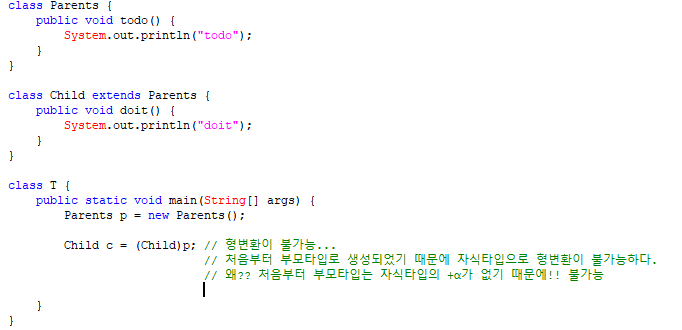 class Parents {
public void todo() {
System.out.println("todo");
}
}
class Child extends Parents {
public void doit() {
System.out.println("doit");
}
}
class T {
public static void main(String[] args) {
Parents p = new Parents();
Child c = (Child)p; // 형변환이 불가능...
// 처음부터 부모타입로 생성되었기 때문에 자식타입으로 형변환이 불가능하다.
// 왜?? 처음부터 부모타입는 자식타입의 +α가 없기 때문에!! 불가능
}
}